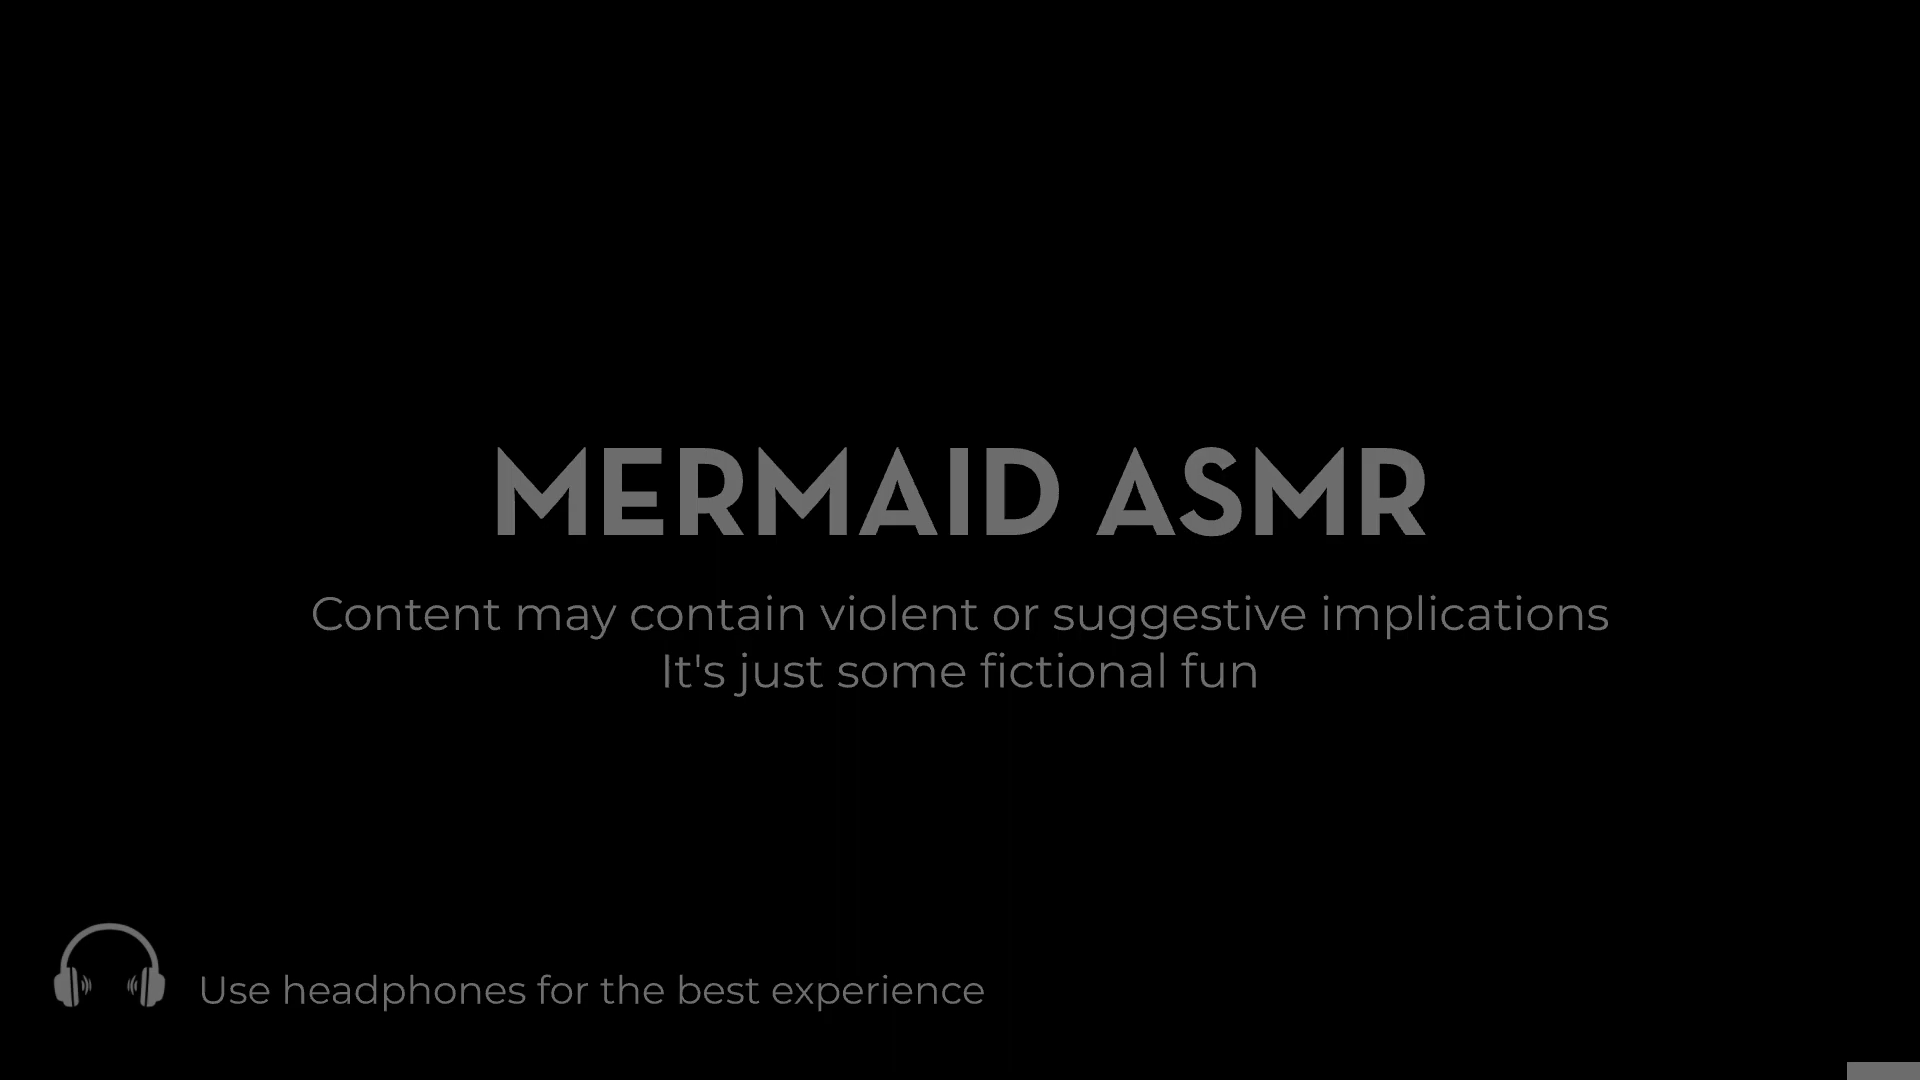 MERMAID ASMR
Content may contain violent or suggestive implications
It's just some fictional fun
Use headphones for the best experience